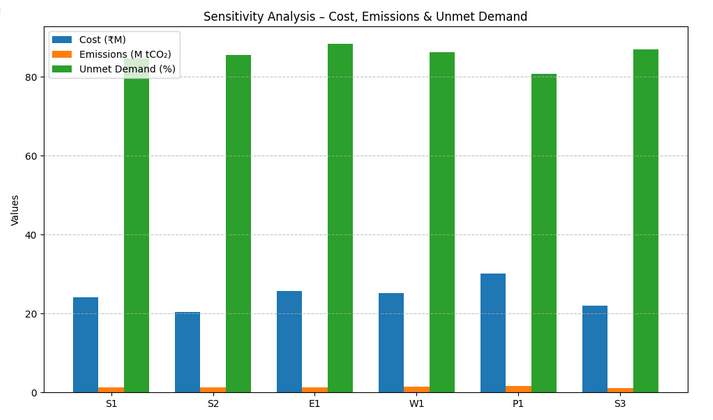 Sensitivity Analysis – Cost, Emissions & Unmet Demand
Cost (₹M)
Emissions (M tCO₂)
Unmet Demand (%)
Values
80
60
40
20
0
S1 S2 E1 W1 P1 S3